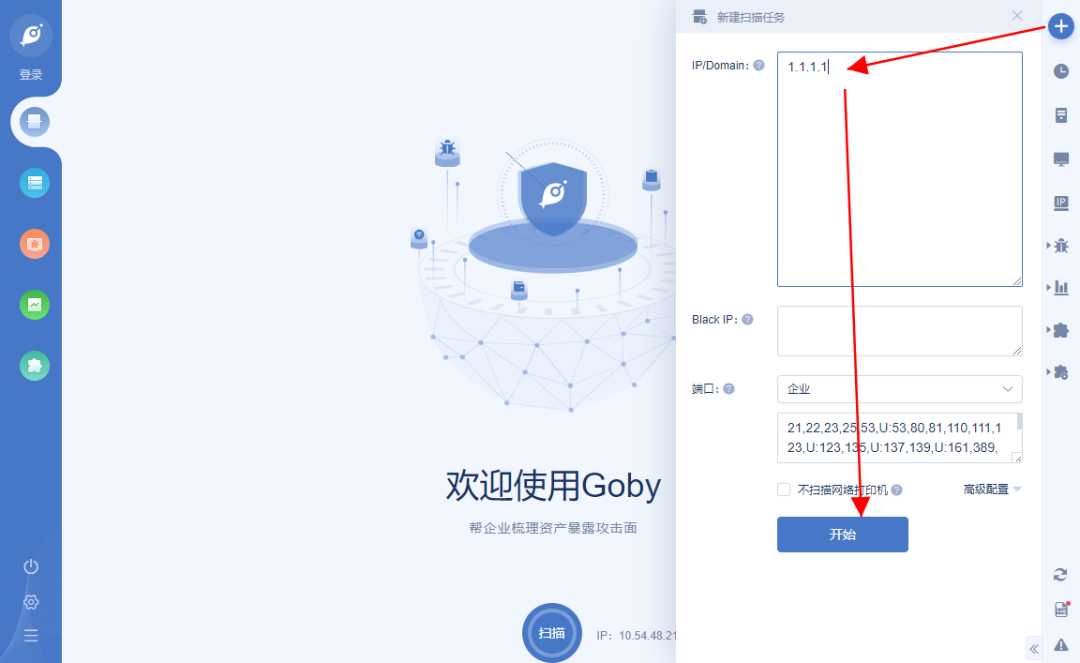 登录
新建扫描任务
IP/Domain:
1.1.1.1
Black IP:
端口:
企业
21,22,23,25,53,U:53,80,81,110,111,1
23,U:123,135,U:137,139,U:161,389,
不扫描网络打印机
高级配置
开始
欢迎使用Goby
帮企业梳理资产暴露攻击面
扫描
IP: 10.54.48.21
IP